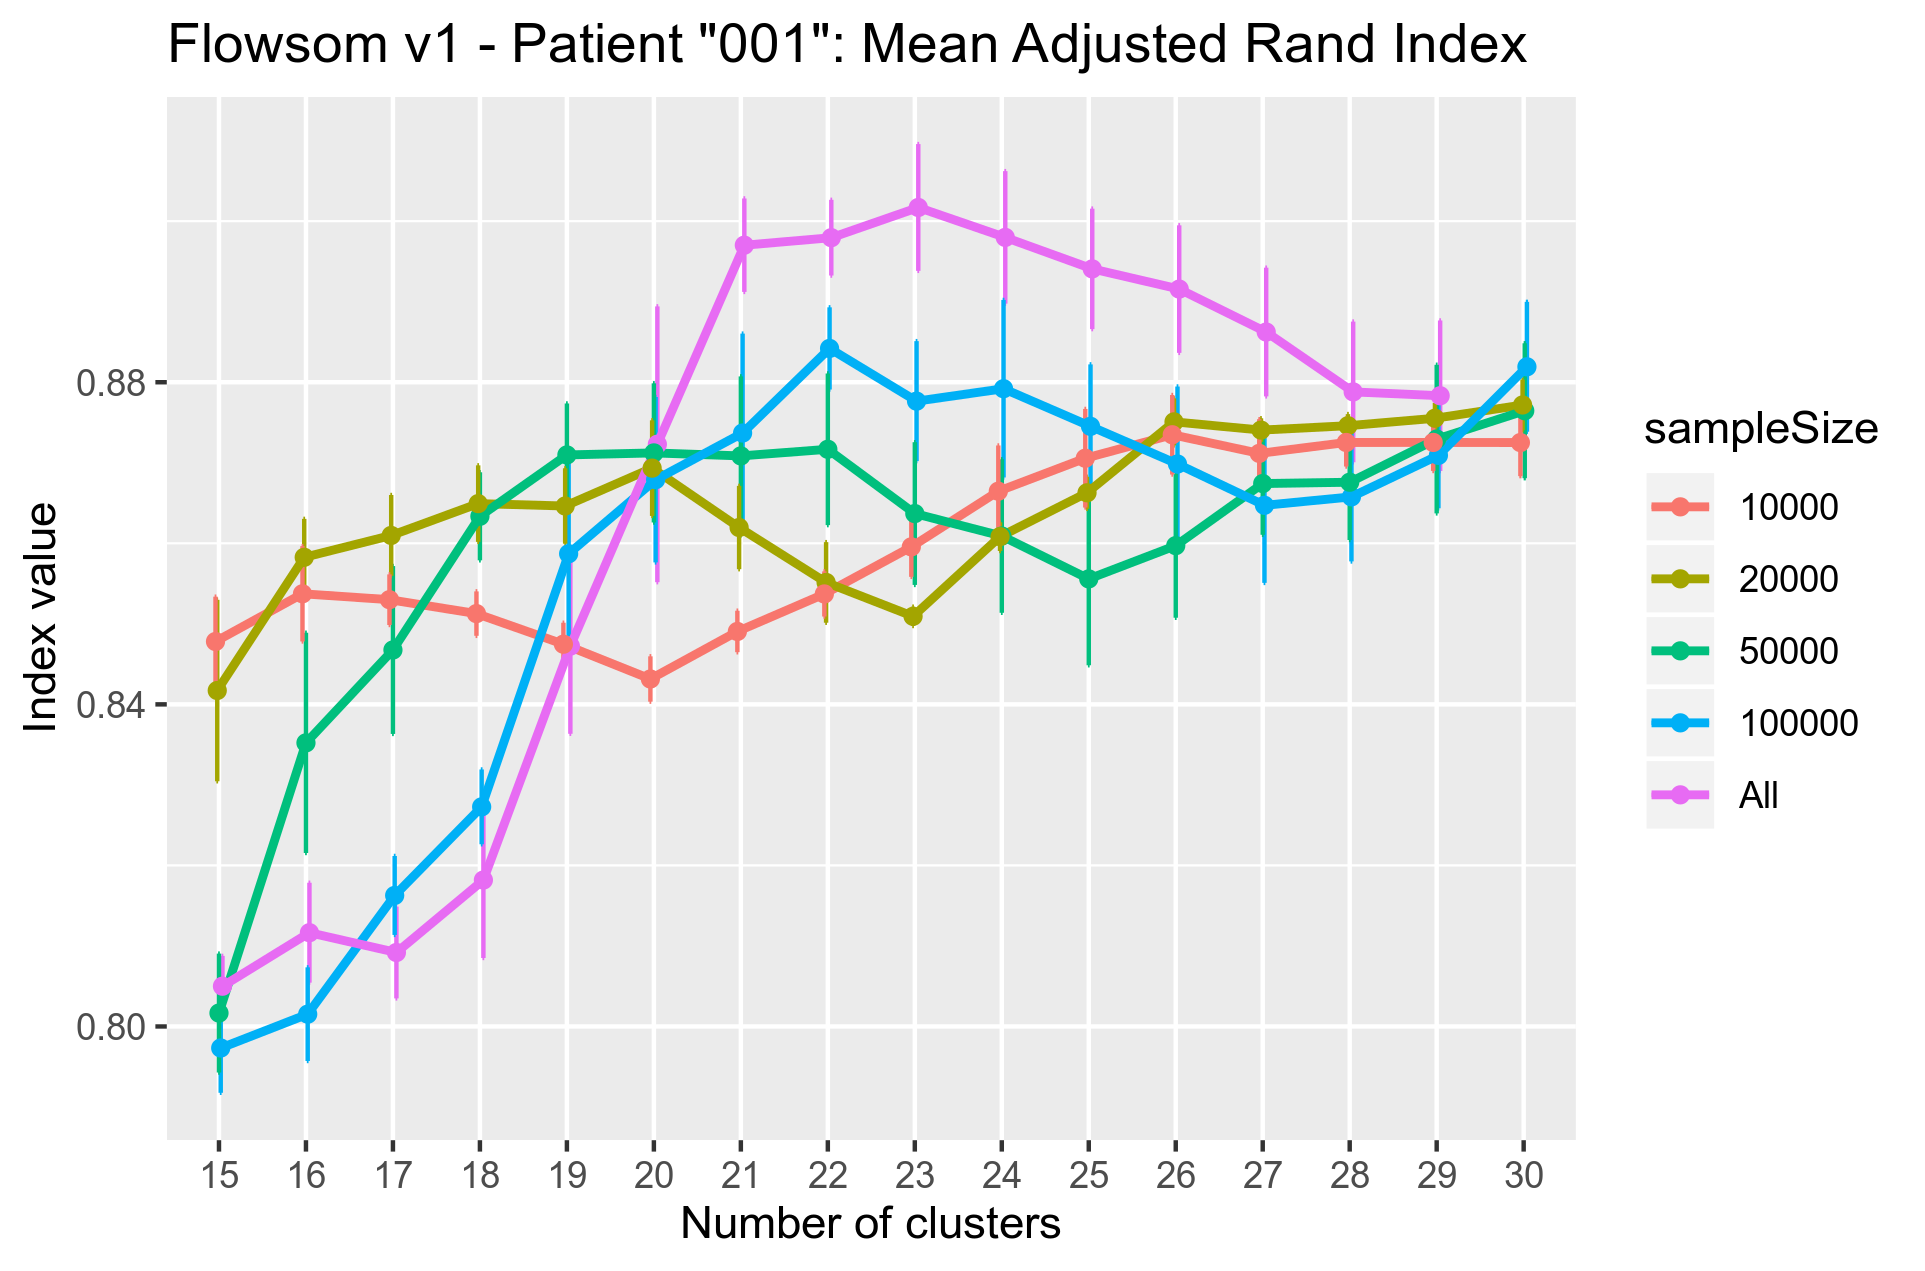 Flowsom v1 - Patient "001": Mean Adjusted Rand Index
Index value
0.88
0.84
0.80
15 16 17 18 19 20 21 22 23 24 25 26 27 28 29 30
Number of clusters
sampleSize
10000
20000
50000
100000
All